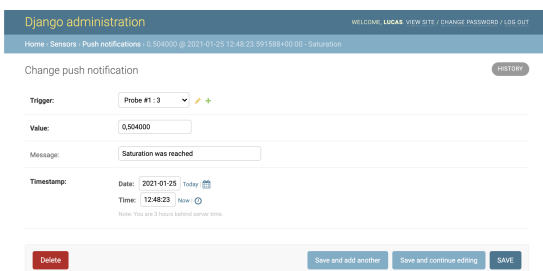 Django administration
WELCOME, LUCAS. VIEW SITE / CHANGE PASSWORD / LOG OUT
Home › Sensors › Push notifications › 0.504000 @ 2021-01-25 12:48:23.591588+00:00 - Saturation
Change push notification
HISTORY
Trigger:
Probe #1 : 3
Value:
0,504000
Message:
Saturation was reached
Timestamp:
Date: 2021-01-25 Today |
Time: 12:48:23 Now |
Note: You are 3 hours behind server time.
Delete
Save and add another
Save and continue editing
SAVE